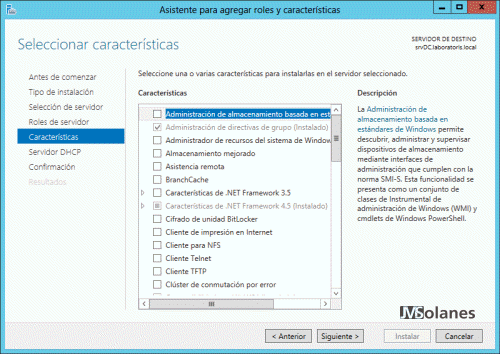 Asistente para agregar roles y características
Seleccionar características
SERVIDOR DE DESTINO
srvDC.laboratoris.local
Antes de comenzar
Tipo de instalación
Selección de servidor
Roles de servidor
Características
Servidor DHCP
Confirmación
Resultados
Seleccione una o varias características para instalarlas en el servidor seleccionado.
Características
Administración de almacenamiento basada en est
Administración de directivas de grupo (Instalado)
Administrador de recursos del sistema de Window
Almacenamiento mejorado
Asistencia remota
BranchCache
Características de .NET Framework 3.5
Características de .NET Framework 4.5 (Instalado)
Cifrado de unidad BitLocker
Cliente de impresión en Internet
Cliente para NFS
Cliente Telnet
Cliente TFTP
Clúster de conmutación por error
Descripción
La Administración de
almacenamiento basada en
estándares de Windows permite
descubrir, administrar y supervisar
dispositivos de almacenamiento
mediante interfaces de
administración que cumplen con la
norma SMI-S. Esta funcionalidad se
presenta como un conjunto de
clases de Instrumental de
administración de Windows (WMI) y
cmdlets de Windows PowerShell.
JMSolanes
< Anterior
Siguiente >
Instalar
Cancelar